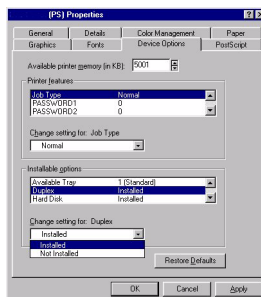 (PS) Properties
General Details Color Management Paper
Graphics Fonts Device Options PostScript
Available printer memory (in KB): 5001
Printer features
Job Type Normal
PASSWORD1 0
PASSWORD2 0
Change setting for: Job Type
Normal
Installable options
Available Tray 1 (Standard)
Duplex Installed
Hard Disk Installed
Change setting for: Duplex
Installed
Installed
Not Installed
Restore Defaults
OK Cancel Apply